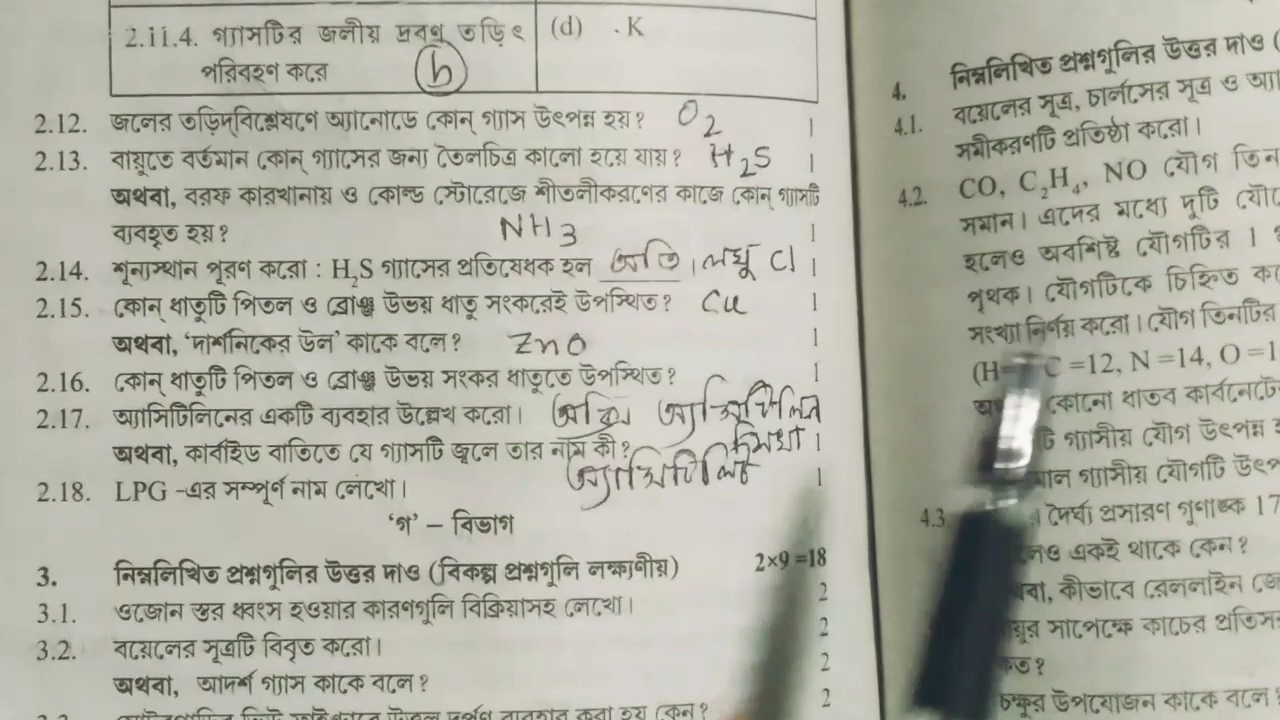 2.11.4. গ্যাসটির জলীয় দ্রবণ তড়িৎ (d) . K
পরিবহণ করে (b)
2.12. জলের তড়িদ্‌বিশ্লেষণে অ্যানোডে কোন্ গ্যাস উৎপন্ন হয়? O2 1
2.13. বায়ুতে বর্তমান কোন্ গ্যাসের জন্য তৈলচিত্র কালো হয়ে যায়? H2S 1
অথবা, বরফ কারখানায় ও কোল্ড স্টোরেজে শীতলীকরণের কাজে কোন্ গ্যাসটি
ব্যবহৃত হয়? NH3 1
2.14. শূন্যস্থান পূরণ করো : H2S গ্যাসের প্রতিষেধক হল অতি লঘু Cl 1
2.15. কোন্ ধাতুটি পিতল ও ব্রোঞ্জ উভয় ধাতু সংকরেই উপস্থিত? Cu 1
অথবা, ‘দার্শনিকের উল’ কাকে বলে? ZnO 1
2.16. কোন্ ধাতুটি পিতল ও ব্রোঞ্জ উভয় সংকর ধাতুতে উপস্থিত? 1
2.17. অ্যাসিটিলিনের একটি ব্যবহার উল্লেখ করো। অক্সি অ্যাসিটিলিন
অথবা, কার্বাইড বাতিতে যে গ্যাসটি জ্বলে তার নাম কী? 1
অ্যাসিটিলিন
2.18. LPG -এর সম্পূর্ণ নাম লেখো। 1
‘গ’ – বিভাগ
3. নিম্নলিখিত প্রশ্নগুলির উত্তর দাও (বিকল্প প্রশ্নগুলি লক্ষ্যণীয়) 2×9 =18
3.1. ওজোন স্তর ধ্বংস হওয়ার কারণগুলি বিক্রিয়াসহ লেখো। 2
3.2. বয়েলের সূত্রটি বিবৃত করো। 2
অথবা, আদর্শ গ্যাস কাকে বলে? 2
2
4. নিম্নলিখিত প্রশ্নগুলির উত্তর দাও (
4.1. বয়েলের সূত্র, চার্লসের সূত্র ও
সমীকরণটি প্রতিষ্ঠা করো।
4.2. CO, C2H4, NO যৌগ
সমান। এদের মধ্যে দুটি
হলেও অবশিষ্ট যৌগটির 1
পৃথক। যৌগটিকে চিহ্নিত
সংখ্যা নির্ণয় করো। যৌগ তিনটির
=12, N =14, O =1
কোনো ধাতব
গ্যাসীয় যৌগ উৎপন্ন
গ্যাসীয় যৌগটি
4.3 দৈর্ঘ্য প্রসারণ গুণাঙ্ক 17
একই থাকে কেন?
কীভাবে রেললাইন
সাপেক্ষে কাচের
চক্ষুর উপযোজন কাকে বলে?